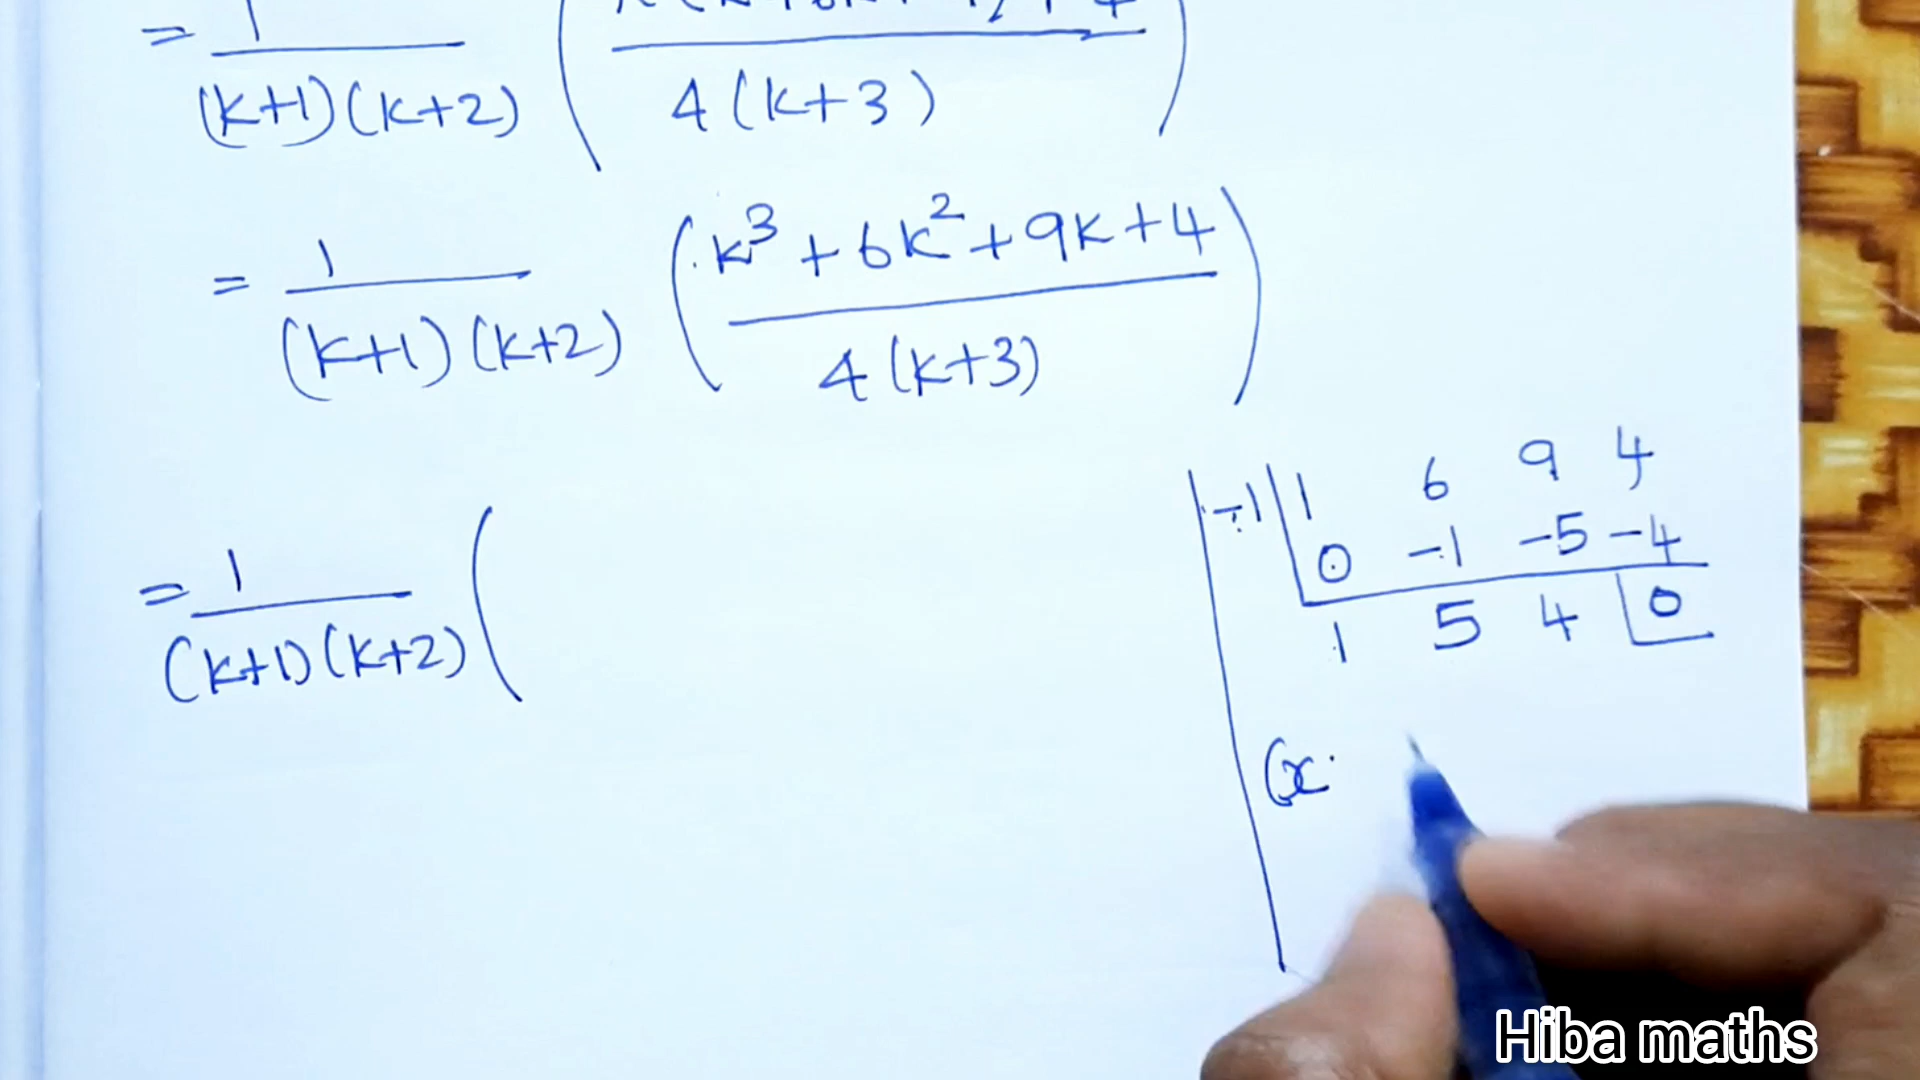 = 1 / (k+1)(k+2) ( / 4(k+3) )
= 1 / (k+1)(k+2) ( k³ + 6k² + 9k + 4 / 4(k+3) )
-1 | 1 6 9 4
0 -1 -5 -4
1 5 4 | 0
= 1 / (k+1)(k+2) (
(x
Hiba maths